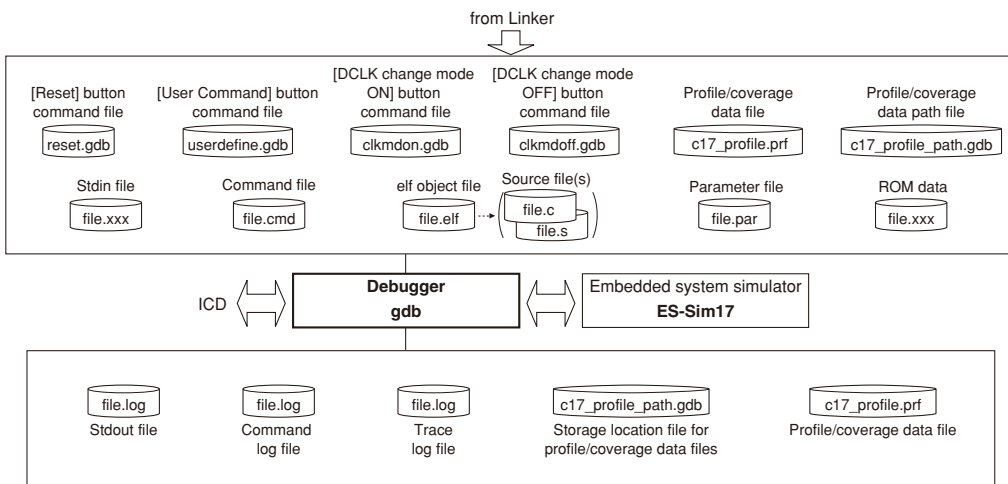 from Linker
[DCLK change mode [DCLK change mode
[Reset] button [User Command] button ON] button OFF] button Profile/coverage Profile/coverage
command file command file command file command file data file data path file
reset.gdb userdefine.gdb clkmdon.gdb clkmdoff.gdb c17_profile.prf c17_profile_path.gdb
Stdin file Command file elf object file Source file(s) Parameter file ROM data
file.xxx file.cmd file.elf file.c file.par file.xxx
file.s
Debugger Embedded system simulator
ICD gdb ES-Sim17
file.log file.log file.log c17_profile_path.gdb c17_profile.prf
Stdout file Command Trace Storage location file for Profile/coverage data file
log file log file profile/coverage data files